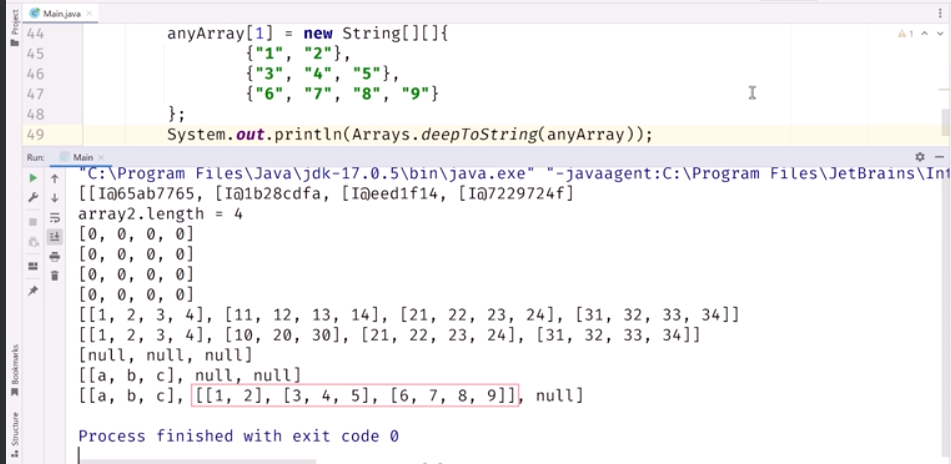 Project
Main.java
44 anyArray[1] = new String[][]{
45 {"1", "2"},
46 {"3", "4", "5"},
47 {"6", "7", "8", "9"}
48 };
49 System.out.println(Arrays.deepToString(anyArray));
1
Run: Main
"C:\Program Files\Java\jdk-17.0.5\bin\java.exe" "-javaagent:C:\Program Files\JetBrains\Int
[[I@65ab7765, [I@1b28cdfa, [I@eed1f14, [I@7229724f]
array2.length = 4
[0, 0, 0, 0]
[0, 0, 0, 0]
[0, 0, 0, 0]
[0, 0, 0, 0]
[[1, 2, 3, 4], [11, 12, 13, 14], [21, 22, 23, 24], [31, 32, 33, 34]]
[[1, 2, 3, 4], [10, 20, 30], [21, 22, 23, 24], [31, 32, 33, 34]]
[null, null, null]
[[a, b, c], null, null]
[[a, b, c], [[1, 2], [3, 4, 5], [6, 7, 8, 9]], null]
Process finished with exit code 0
Bookmarks
Structure